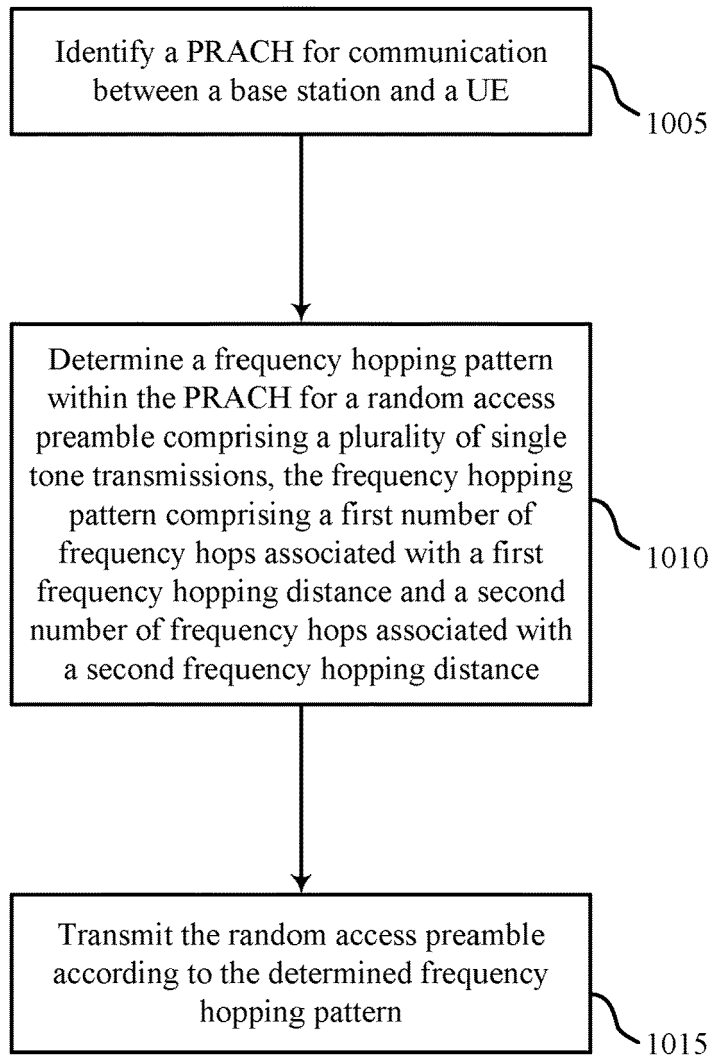 Identify a PRACH for communication
between a base station and a UE
1005
Determine a frequency hopping pattern
within the PRACH for a random access
preamble comprising a plurality of single
tone transmissions, the frequency hopping
pattern comprising a first number of
frequency hops associated with a first
frequency hopping distance and a second
number of frequency hops associated with
a second frequency hopping distance
1010
Transmit the random access preamble
according to the determined frequency
hopping pattern
1015